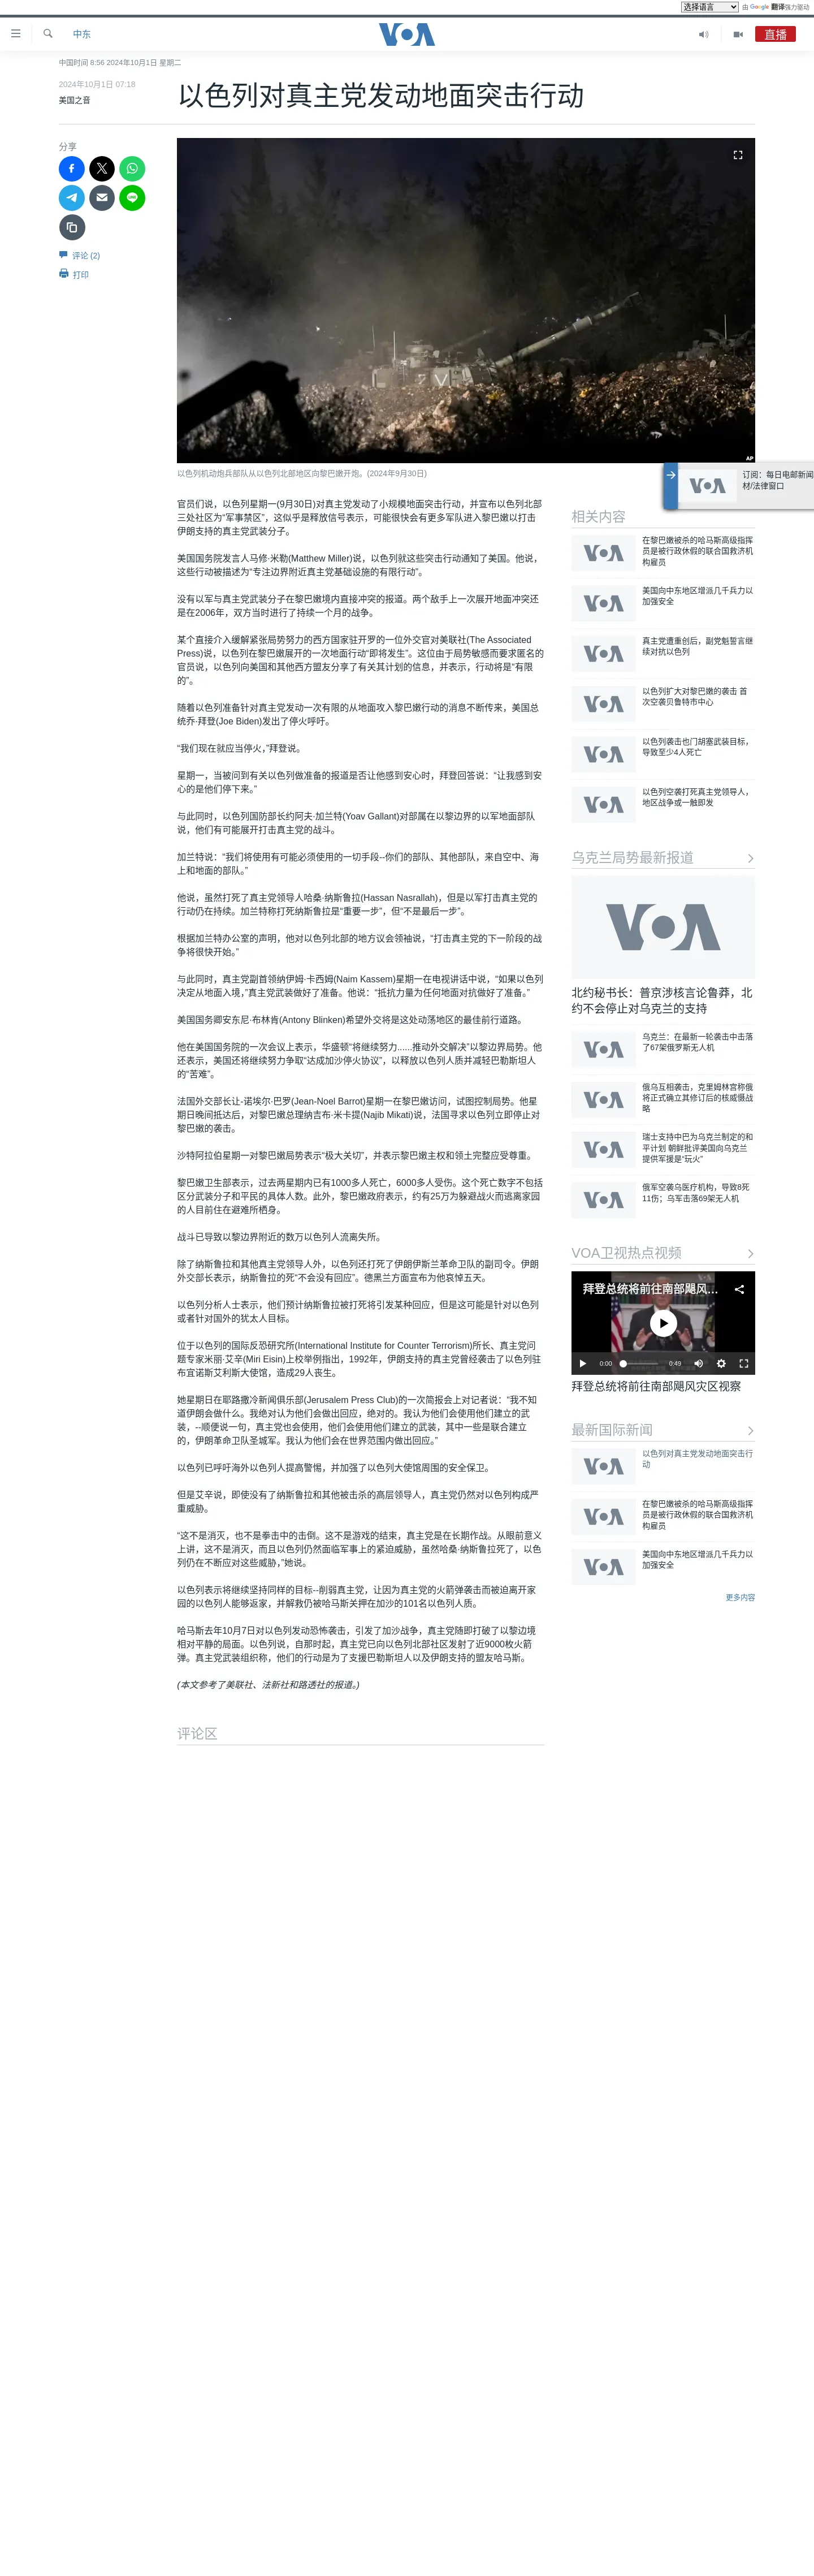 选择语言
由 Google 翻译强力驱动
中东
VOA
直播
中国时间 8:56 2024年10月1日 星期二
2024年10月1日 07:18
美国之音
以色列对真主党发动地面突击行动
分享
评论 (2)
打印
AP
以色列机动炮兵部队从以色列北部地区向黎巴嫩开炮。(2024年9月30日)
订阅：每日电邮新闻
材/法律窗口
官员们说，以色列星期一(9月30日)对真主党发动了小规模地面突击行动，并宣布以色列北部
三处社区为“军事禁区”，这似乎是释放信号表示，可能很快会有更多军队进入黎巴嫩以打击
伊朗支持的真主党武装分子。
美国国务院发言人马修·米勒(Matthew Miller)说，以色列就这些突击行动通知了美国。他说，
这些行动被描述为“专注边界附近真主党基础设施的有限行动”。
没有以军与真主党武装分子在黎巴嫩境内直接冲突的报道。两个敌手上一次展开地面冲突还
是在2006年，双方当时进行了持续一个月的战争。
某个直接介入缓解紧张局势努力的西方国家驻开罗的一位外交官对美联社(The Associated
Press)说，以色列在黎巴嫩展开的一次地面行动“即将发生”。这位由于局势敏感而要求匿名的
官员说，以色列向美国和其他西方盟友分享了有关其计划的信息，并表示，行动将是“有限
的”。
随着以色列准备针对真主党发动一次有限的从地面攻入黎巴嫩行动的消息不断传来，美国总
统乔·拜登(Joe Biden)发出了停火呼吁。
“我们现在就应当停火，”拜登说。
星期一，当被问到有关以色列做准备的报道是否让他感到安心时，拜登回答说：“让我感到安
心的是他们停下来。”
与此同时，以色列国防部长约阿夫·加兰特(Yoav Gallant)对部属在以黎边界的以军地面部队
说，他们有可能展开打击真主党的战斗。
加兰特说：“我们将使用有可能必须使用的一切手段--你们的部队、其他部队，来自空中、海
上和地面的部队。”
他说，虽然打死了真主党领导人哈桑·纳斯鲁拉(Hassan Nasrallah)，但是以军打击真主党的
行动仍在持续。加兰特称打死纳斯鲁拉是“重要一步”，但“不是最后一步”。
根据加兰特办公室的声明，他对以色列北部的地方议会领袖说，“打击真主党的下一阶段的战
争将很快开始。”
与此同时，真主党副首领纳伊姆·卡西姆(Naim Kassem)星期一在电视讲话中说，“如果以色列
决定从地面入境，”真主党武装做好了准备。他说：“抵抗力量为任何地面对抗做好了准备。”
美国国务卿安东尼·布林肯(Antony Blinken)希望外交将是这处动荡地区的最佳前行道路。
他在美国国务院的一次会议上表示，华盛顿“将继续努力......推动外交解决”以黎边界局势。他
还表示，美国还将继续努力争取“达成加沙停火协议”，以释放以色列人质并减轻巴勒斯坦人
的“苦难”。
法国外交部长让-诺埃尔·巴罗(Jean-Noel Barrot)星期一在黎巴嫩访问，试图控制局势。他星
期日晚间抵达后，对黎巴嫩总理纳吉布·米卡提(Najib Mikati)说，法国寻求以色列立即停止对
黎巴嫩的袭击。
沙特阿拉伯星期一对黎巴嫩局势表示“极大关切”，并表示黎巴嫩主权和领土完整应受尊重。
黎巴嫩卫生部表示，过去两星期内已有1000多人死亡，6000多人受伤。这个死亡数字不包括
区分武装分子和平民的具体人数。此外，黎巴嫩政府表示，约有25万为躲避战火而逃离家园
的人目前住在避难所栖身。
战斗已导致以黎边界附近的数万以色列人流离失所。
除了纳斯鲁拉和其他真主党领导人外，以色列还打死了伊朗伊斯兰革命卫队的副司令。伊朗
外交部长表示，纳斯鲁拉的死“不会没有回应”。德黑兰方面宣布为他哀悼五天。
以色列分析人士表示，他们预计纳斯鲁拉被打死将引发某种回应，但是这可能是针对以色列
或者针对国外的犹太人目标。
位于以色列的国际反恐研究所(International Institute for Counter Terrorism)所长、真主党问
题专家米丽·艾辛(Miri Eisin)上校举例指出，1992年，伊朗支持的真主党曾经袭击了以色列驻
布宜诺斯艾利斯大使馆，造成29人丧生。
她星期日在耶路撒冷新闻俱乐部(Jerusalem Press Club)的一次简报会上对记者说：“我不知
道伊朗会做什么。我绝对认为他们会做出回应，绝对的。我认为他们会使用他们建立的武
装，--顺便说一句，真主党也会使用，他们会使用他们建立的武装，其中一些是联合建立
的，伊朗革命卫队圣城军。我认为他们会在世界范围内做出回应。”
以色列已呼吁海外以色列人提高警惕，并加强了以色列大使馆周围的安全保卫。
但是艾辛说，即使没有了纳斯鲁拉和其他被击杀的高层领导人，真主党仍然对以色列构成严
重威胁。
“这不是消灭，也不是拳击中的击倒。这不是游戏的结束，真主党是在长期作战。从眼前意义
上讲，这不是消灭，而且以色列仍然面临军事上的紧迫威胁，虽然哈桑·纳斯鲁拉死了，以色
列仍在不断应对这些威胁，”她说。
以色列表示将继续坚持同样的目标--削弱真主党，让因为真主党的火箭弹袭击而被迫离开家
园的以色列人能够返家，并解救仍被哈马斯关押在加沙的101名以色列人质。
哈马斯去年10月7日对以色列发动恐怖袭击，引发了加沙战争，真主党随即打破了以黎边境
相对平静的局面。以色列说，自那时起，真主党已向以色列北部社区发射了近9000枚火箭
弹。真主党武装组织称，他们的行动是为了支援巴勒斯坦人以及伊朗支持的盟友哈马斯。
(本文参考了美联社、法新社和路透社的报道。)
评论区
相关内容
VOA
在黎巴嫩被杀的哈马斯高级指挥
员是被行政休假的联合国救济机
构雇员
VOA
美国向中东地区增派几千兵力以
加强安全
VOA
真主党遭重创后，副党魁誓言继
续对抗以色列
VOA
以色列扩大对黎巴嫩的袭击 首
次空袭贝鲁特市中心
VOA
以色列袭击也门胡塞武装目标，
导致至少4人死亡
VOA
以色列空袭打死真主党领导人，
地区战争或一触即发
VOA
乌克兰局势最新报道
VOA
北约秘书长：普京涉核言论鲁莽，北
约不会停止对乌克兰的支持
VOA
乌克兰：在最新一轮袭击中击落
了67架俄罗斯无人机
VOA
俄乌互相袭击，克里姆林宫称俄
将正式确立其修订后的核威慑战
略
VOA
瑞士支持中巴为乌克兰制定的和
平计划 朝鲜批评美国向乌克兰
提供军援是“玩火”
VOA
俄军空袭乌医疗机构，导致8死
11伤；乌军击落69架无人机
VOA卫视热点视频
拜登总统将前往南部飓风...
0:00
0:49
拜登总统将前往南部飓风灾区视察
最新国际新闻
VOA
以色列对真主党发动地面突击行
动
VOA
在黎巴嫩被杀的哈马斯高级指挥
员是被行政休假的联合国救济机
构雇员
VOA
美国向中东地区增派几千兵力以
加强安全
更多内容